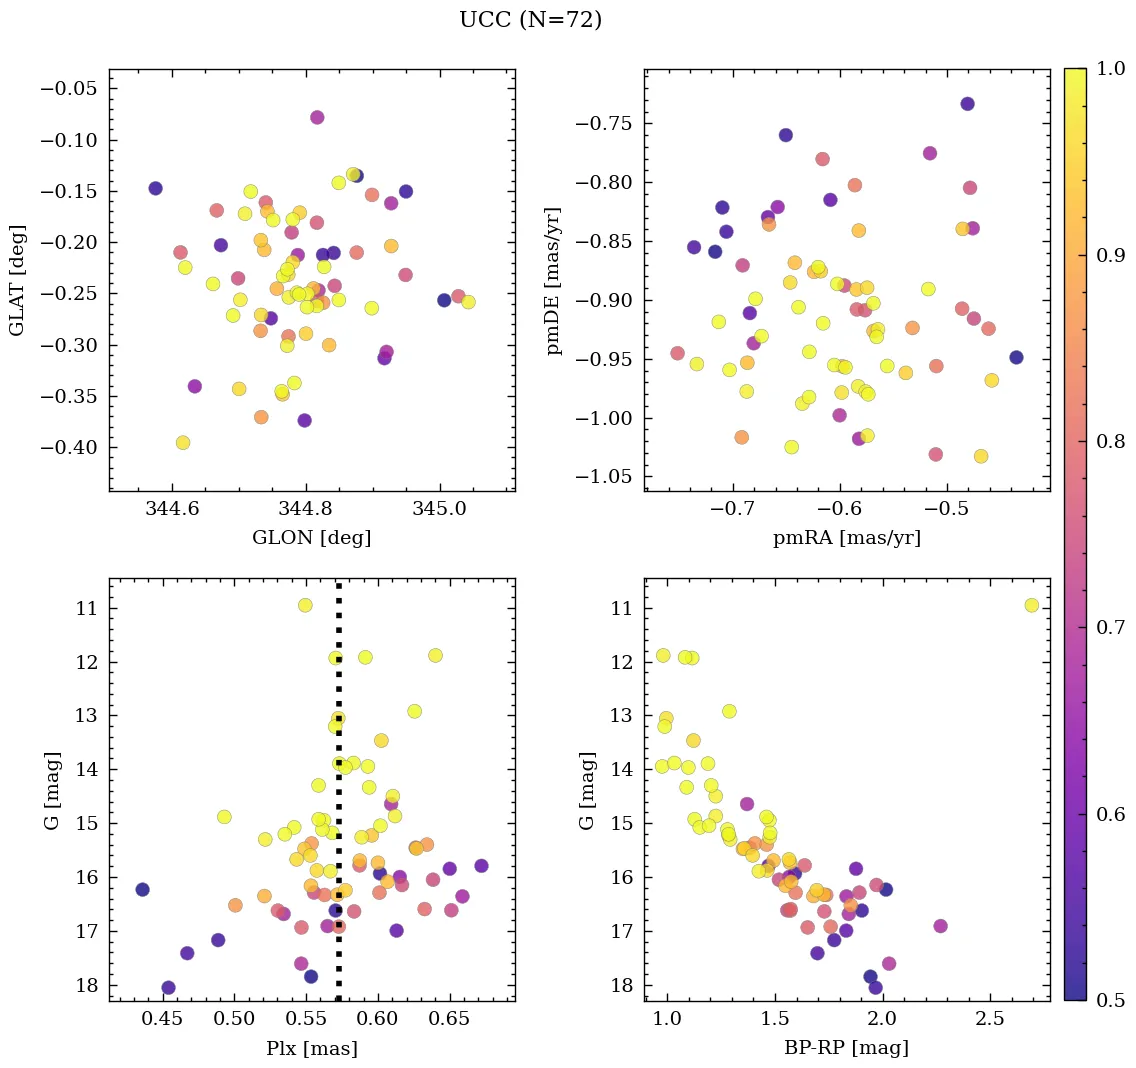 UCC (N=72)
−0.05
−0.10
−0.15
−0.20
−0.25
−0.30
−0.35
−0.40
GLAT [deg]
344.6 344.8 345.0
GLON [deg]
−0.75
−0.80
−0.85
−0.90
−0.95
−1.00
−1.05
pmDE [mas/yr]
−0.7 −0.6 −0.5
pmRA [mas/yr]
11
12
13
14
15
16
17
18
G [mag]
0.45 0.50 0.55 0.60 0.65
Plx [mas]
11
12
13
14
15
16
17
18
G [mag]
1.0 1.5 2.0 2.5
BP-RP [mag]
1.0
0.9
0.8
0.7
0.6
0.5